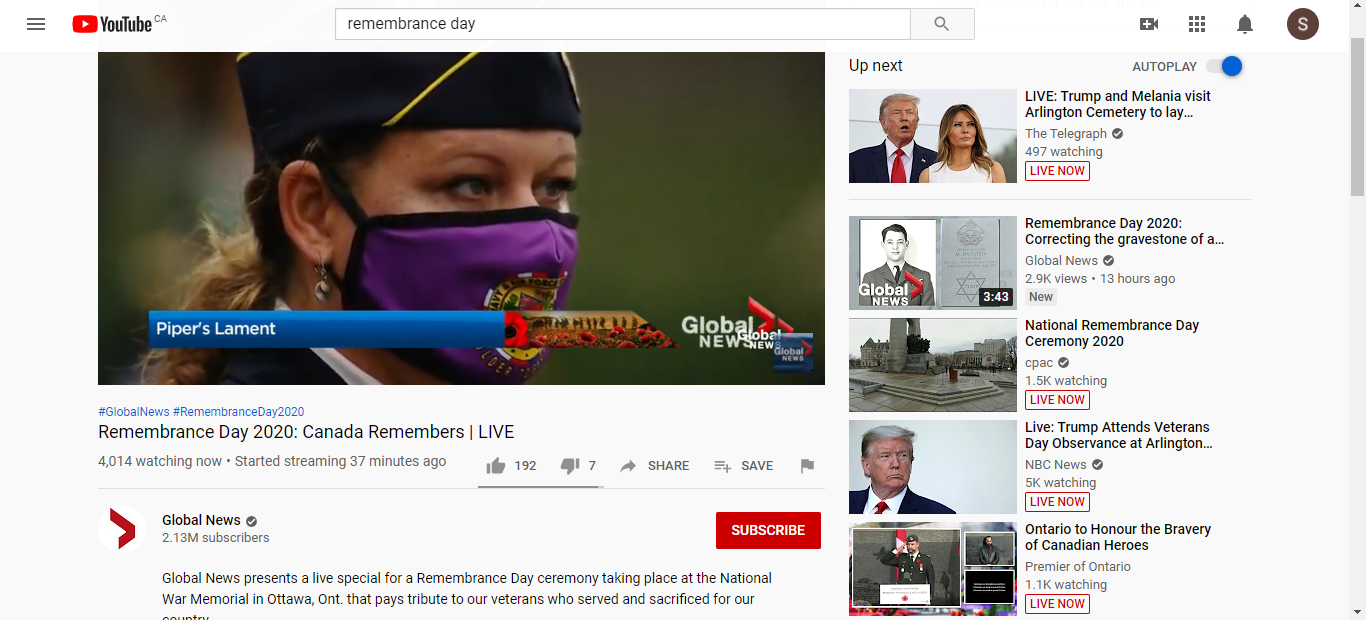 YouTube CA
remembrance day
S
Piper's Lament
Global
NEWS
Global
NEWS
Global
NEWS
#GlobalNews #RemembranceDay2020
Remembrance Day 2020: Canada Remembers | LIVE
4,014 watching now • Started streaming 37 minutes ago
192
7
SHARE
SAVE
Global News
2.13M subscribers
SUBSCRIBE
Global News presents a live special for a Remembrance Day ceremony taking place at the National
War Memorial in Ottawa, Ont. that pays tribute to our veterans who served and sacrificed for our
country
Up next
AUTOPLAY
LIVE: Trump and Melania visit
Arlington Cemetery to lay…
The Telegraph
497 watching
LIVE NOW
Global
NEWS
3:43
Remembrance Day 2020:
Correcting the gravestone of a…
Global News
2.9K views • 13 hours ago
New
National Remembrance Day
Ceremony 2020
cpac
1.5K watching
LIVE NOW
Live: Trump Attends Veterans
Day Observance at Arlington…
NBC News
5K watching
LIVE NOW
Ontario to Honour the Bravery
of Canadian Heroes
Premier of Ontario
1.1K watching
LIVE NOW